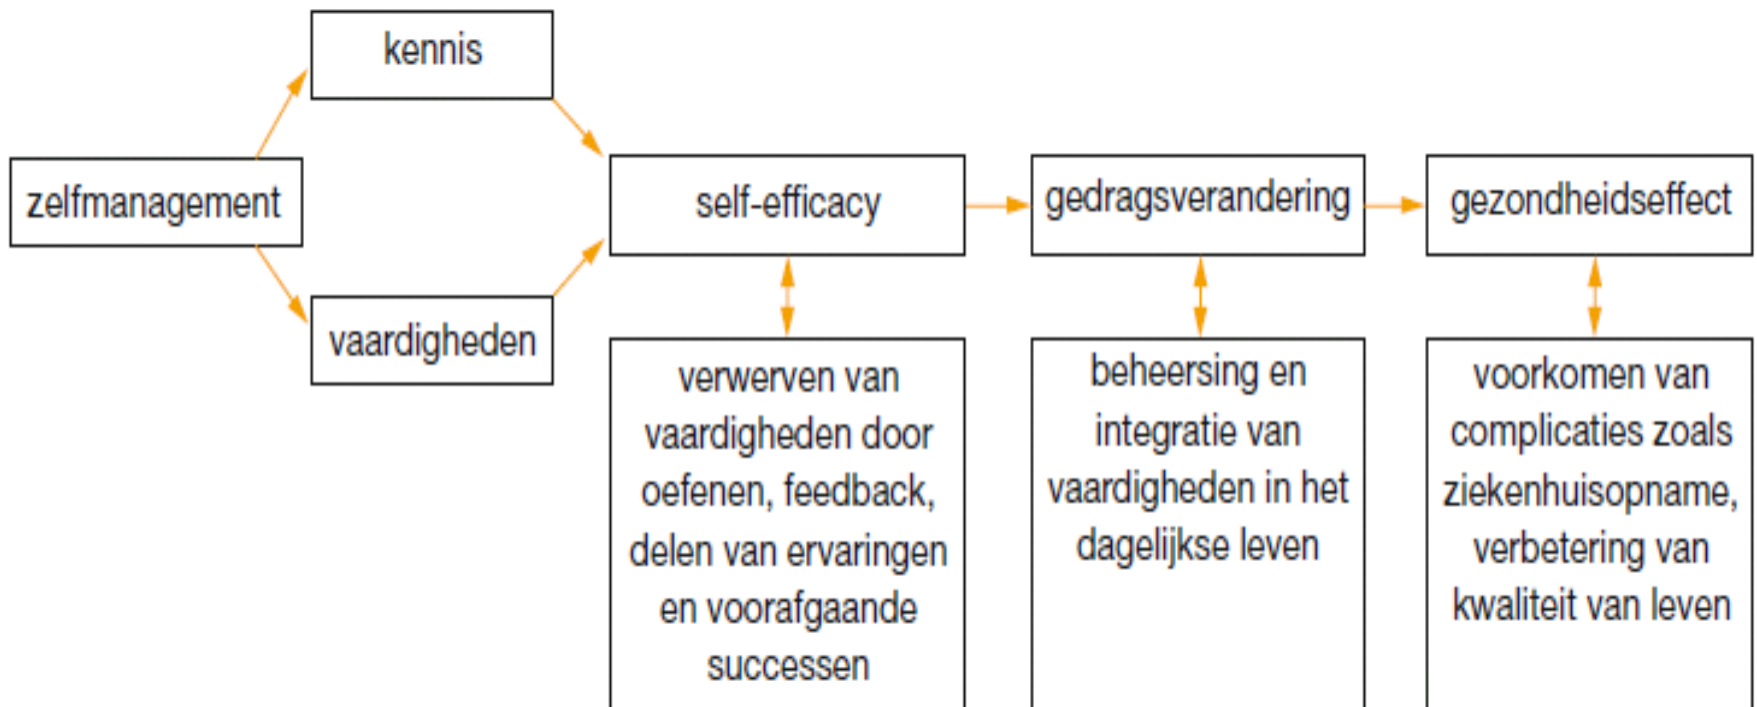 kennis
zelfmanagement
vaardigheden
self-efficacy
gedragsverandering
gezondheidseffect
verwerven van
vaardigheden door
oefenen, feedback,
delen van ervaringen
en voorafgaande
successen
beheersing en
integratie van
vaardigheden in het
dagelijkse leven
voorkomen van
complicaties zoals
ziekenhuisopname,
verbetering van
kwaliteit van leven